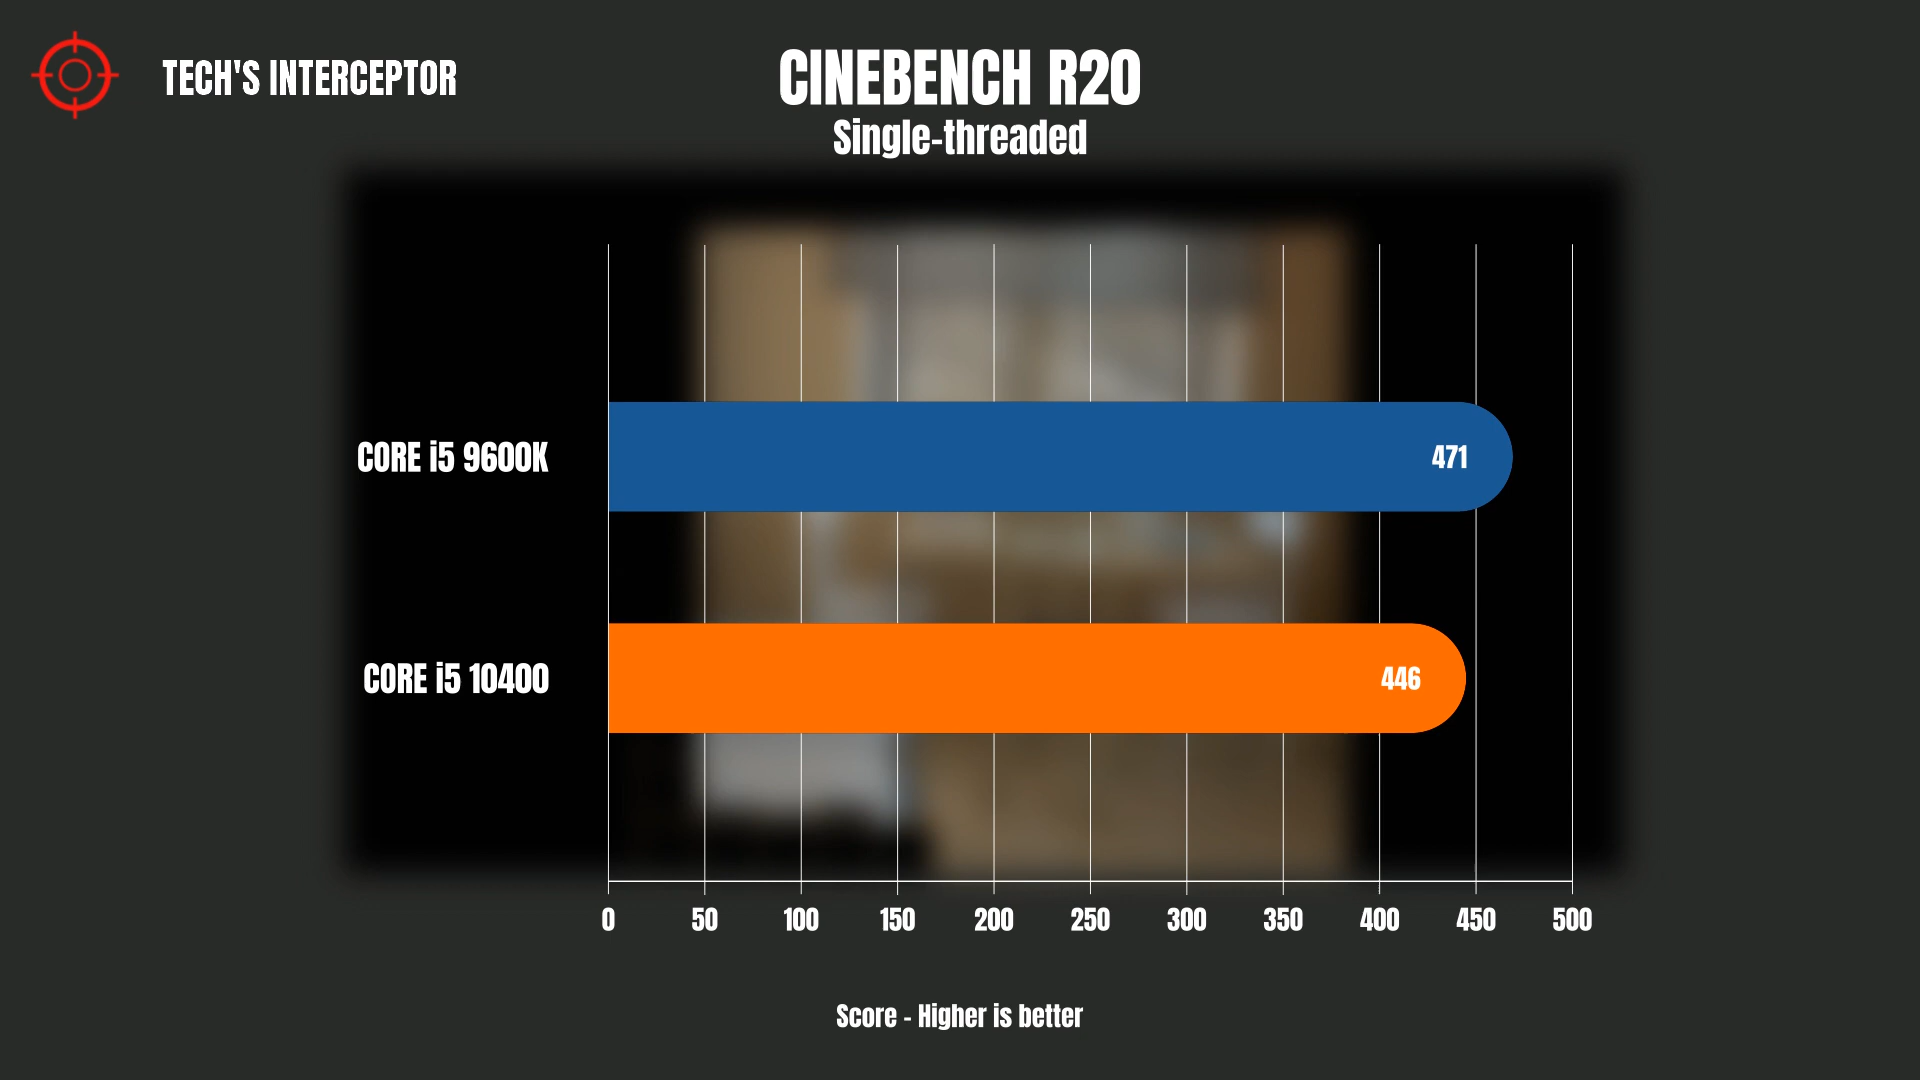 TECH'S INTERCEPTOR
CINEBENCH R20
Single-threaded
CORE i5 9600K
471
CORE i5 10400
446
0 50 100 150 200 250 300 350 400 450 500
Score - Higher is better